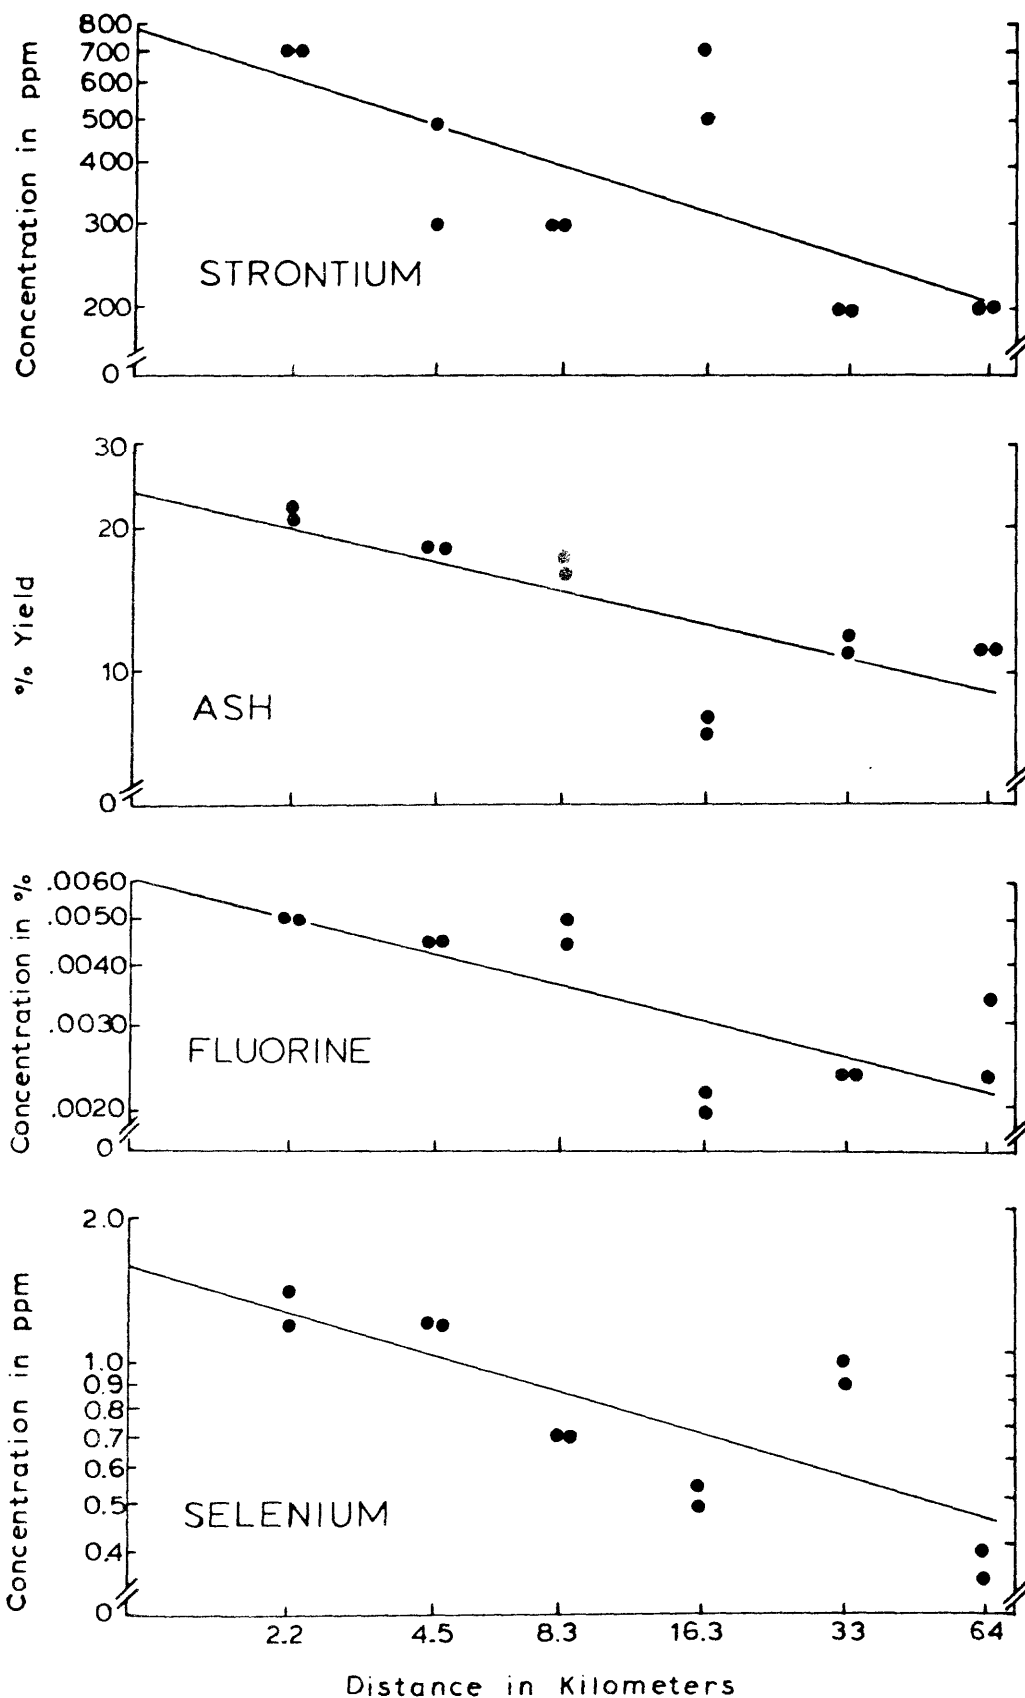 Concentration in ppm
800
700
600
500
400
300
200
0
STRONTIUM
% Yield
30
20
10
0
ASH
Concentration in %
.0060
.0050
.0040
.0030
.0020
0
FLUORINE
Concentration in ppm
2.0
1.0
0.9
0.8
0.7
0.6
0.5
0.4
0
SELENIUM
2.2 4.5 8.3 16.3 33 64
Distance in Kilometers